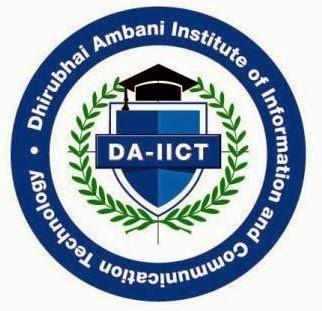 Dhirubhai Ambani Institute of Information and Communication Technology •
DA-IICT